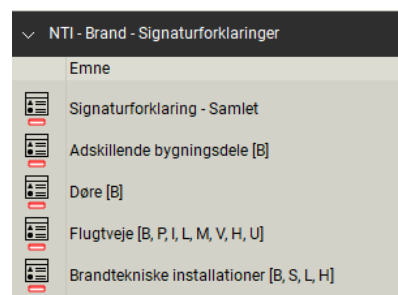 NTI - Brand - Signaturforklaringer
Emne
Signaturforklaring - Samlet
Adskillende bygningsdele [B]
Døre [B]
Flugtveje [B, P, I, L, M, V, H, U]
Brandtekniske installationer [B, S, L, H]